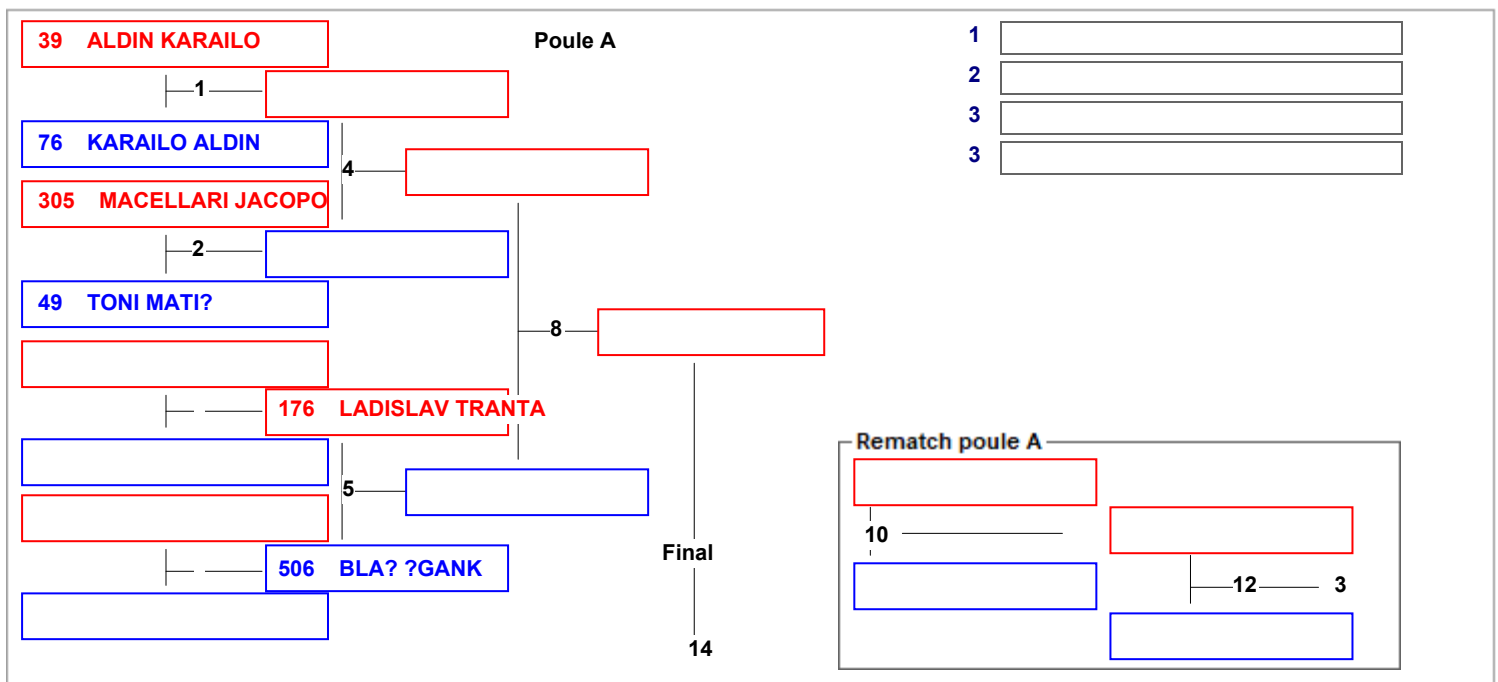 39 ALDIN KARAILO
Poule A
1
1
2
76 KARAILO ALDIN
3
4
3
305 MACELLARI JACOPO
2
49 TONI MATI?
8
176 LADISLAV TRANTA
Rematch poule A
5
10
Final
506 BLA? ?GANK
12 3
14